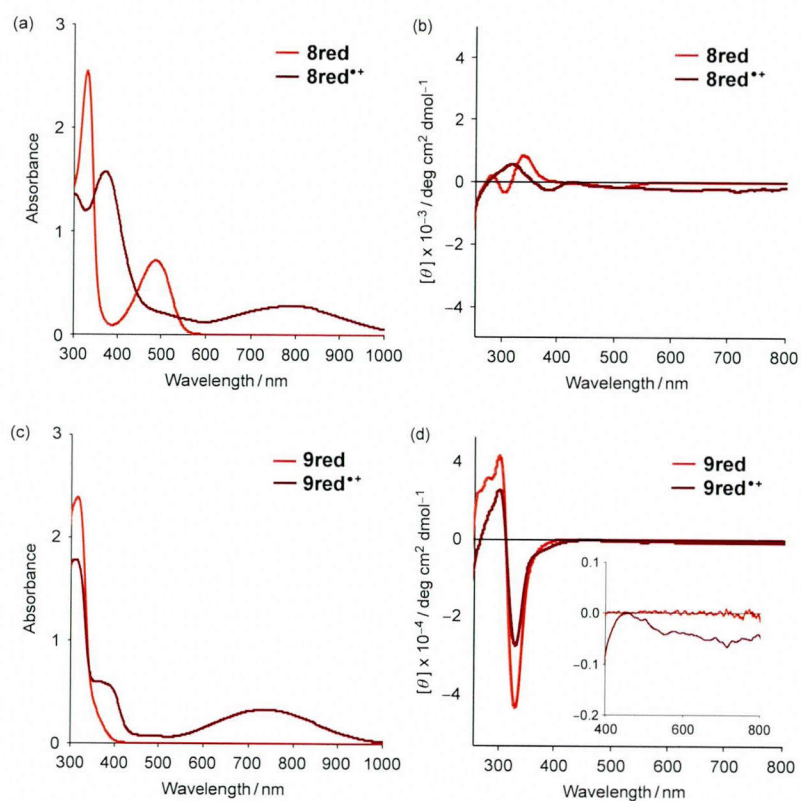 (a)
3
2
1
0
Absorbance
8red
8red•+
300 400 500 600 700 800 900 1000
Wavelength / nm
(b)
4
2
0
−2
−4
[θ] x 10−3 / deg cm2 dmol−1
8red
8red•+
300 400 500 600 700 800
Wavelength / nm
(c)
3
2
1
0
Absorbance
9red
9red•+
300 400 500 600 700 800 900 1000
Wavelength / nm
(d)
4
2
0
−2
−4
[θ] x 10−4 / deg cm2 dmol−1
9red
9red•+
0.1
0.0
−0.1
−0.2
400 600 800
300 400 500 600 700 800
Wavelength / nm